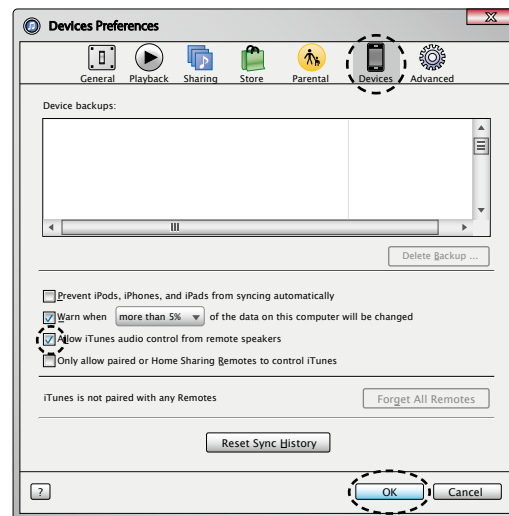 Devices Preferences
General Playback Sharing Store Parental Devices Advanced
Device backups:
Delete Backup ...
Prevent iPods, iPhones, and iPads from syncing automatically
Warn when more than 5% of the data on this computer will be changed
Allow iTunes audio control from remote speakers
Only allow paired or Home Sharing Remotes to control iTunes
iTunes is not paired with any Remotes Forget All Remotes
Reset Sync History
? OK Cancel